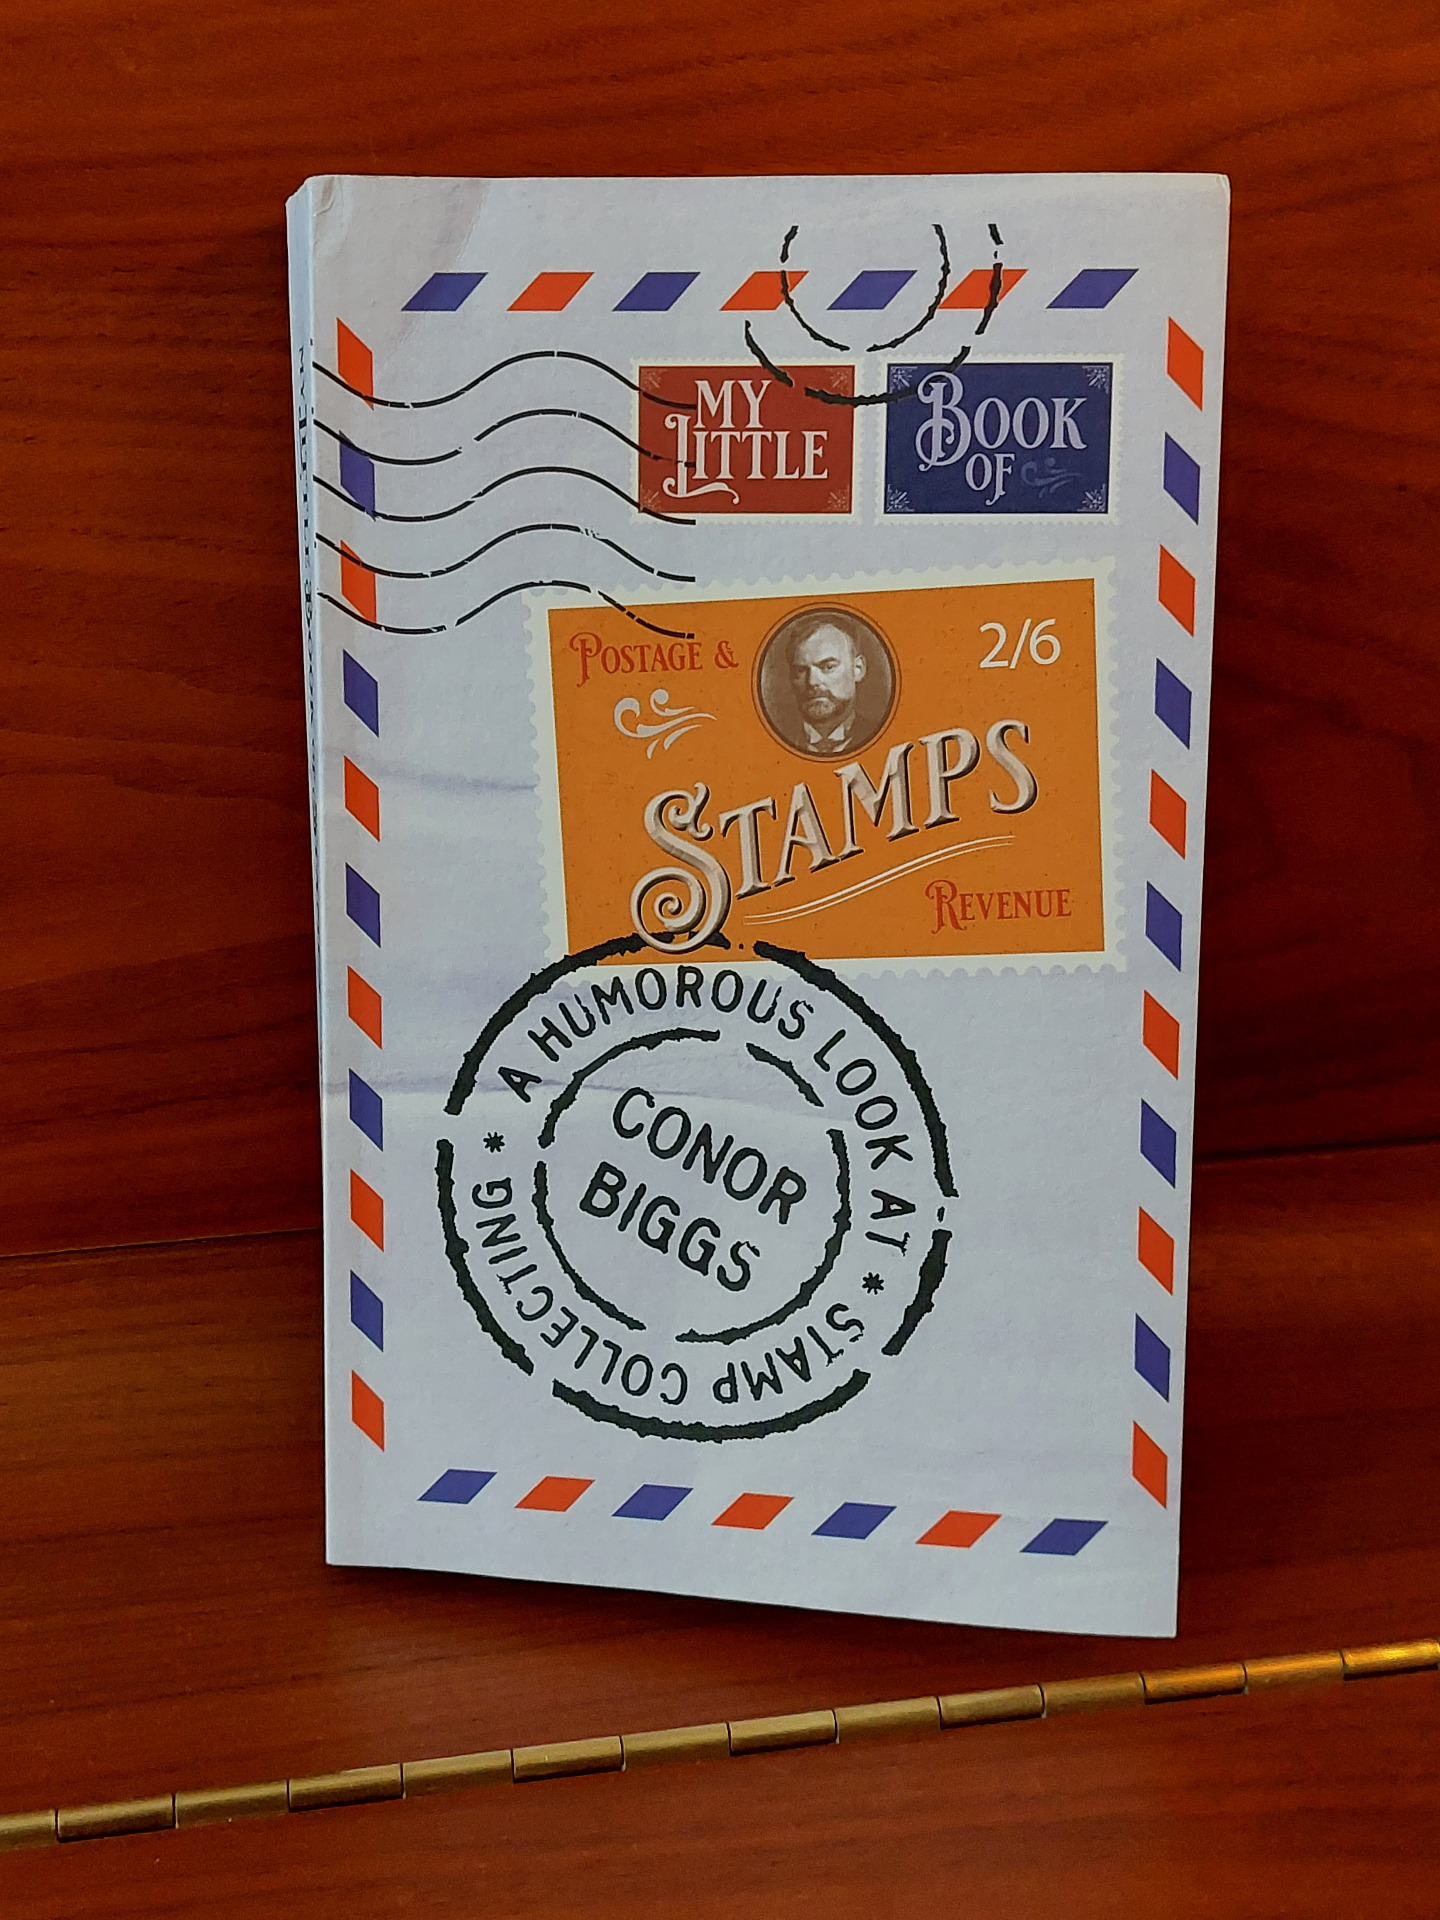 MY
LITTLE
BOOK
OF
POSTAGE &
2/6
STAMPS
REVENUE
A HUMOROUS LOOK AT * STAMP COLLECTING *
CONOR
BIGGS